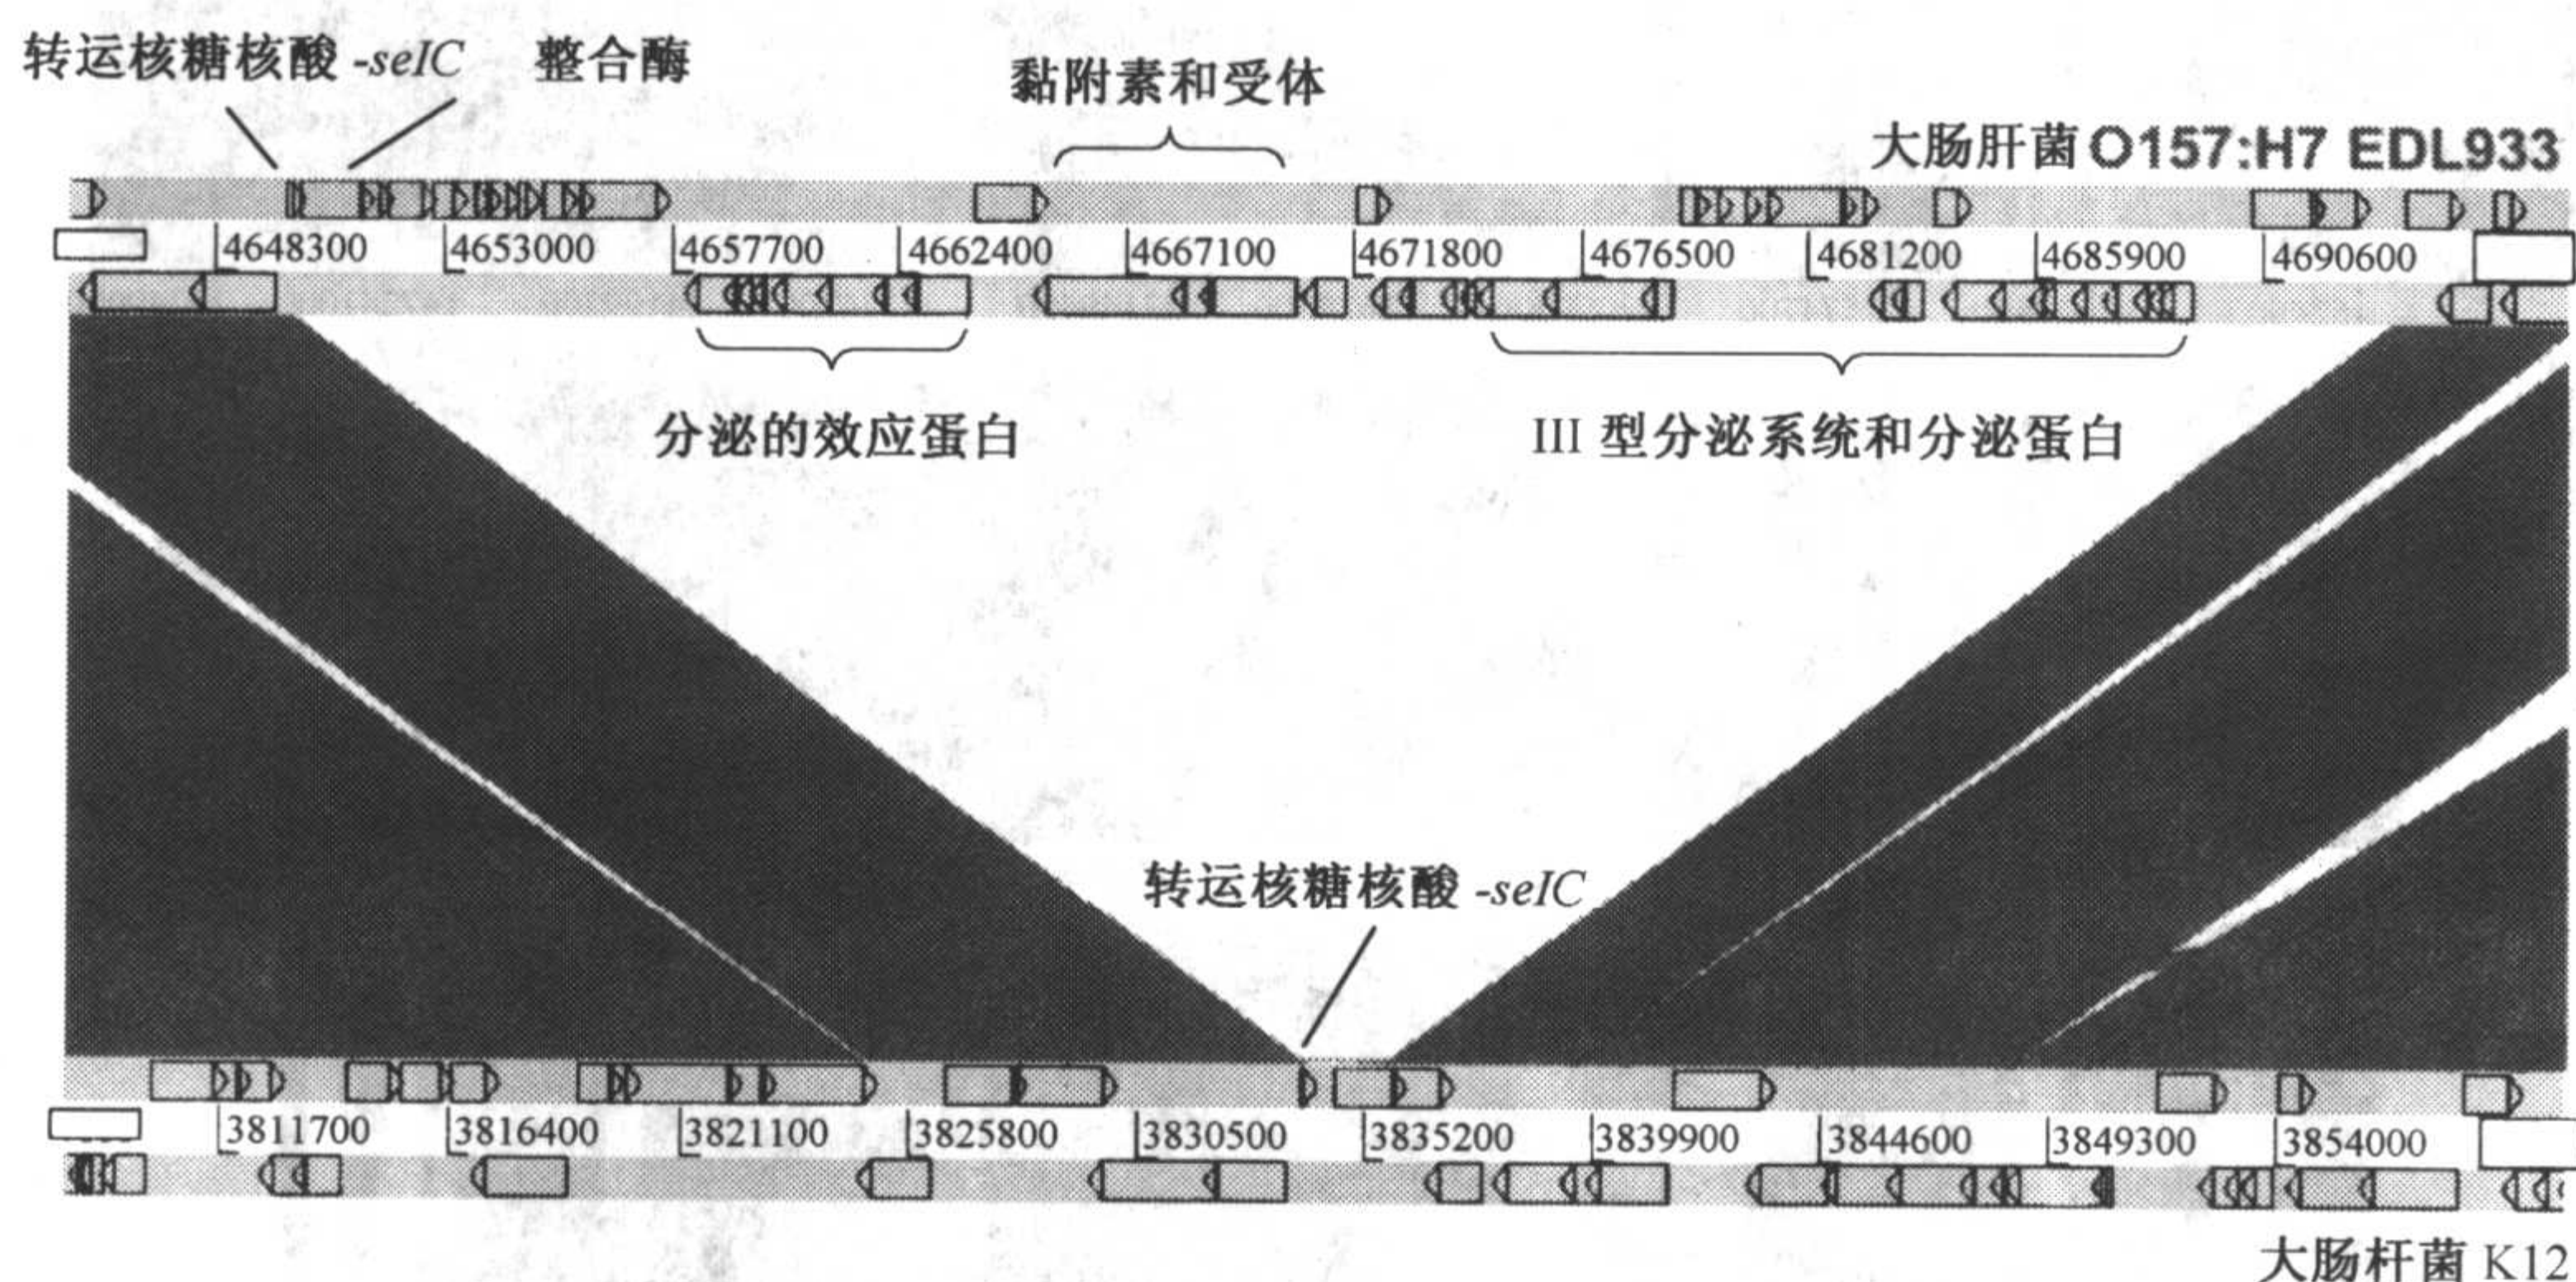 转运核糖核酸 -selC 整合酶
黏附素和受体
大肠肝菌O157:H7 EDL933
4648300 4653000 4657700 4662400 4667100 4671800 4676500 4681200 4685900 4690600
分泌的效应蛋白
III 型分泌系统和分泌蛋白
转运核糖核酸 -selC
3811700 3816400 3821100 3825800 3830500 3835200 3839900 3844600 3849300 3854000
大肠杆菌 K12